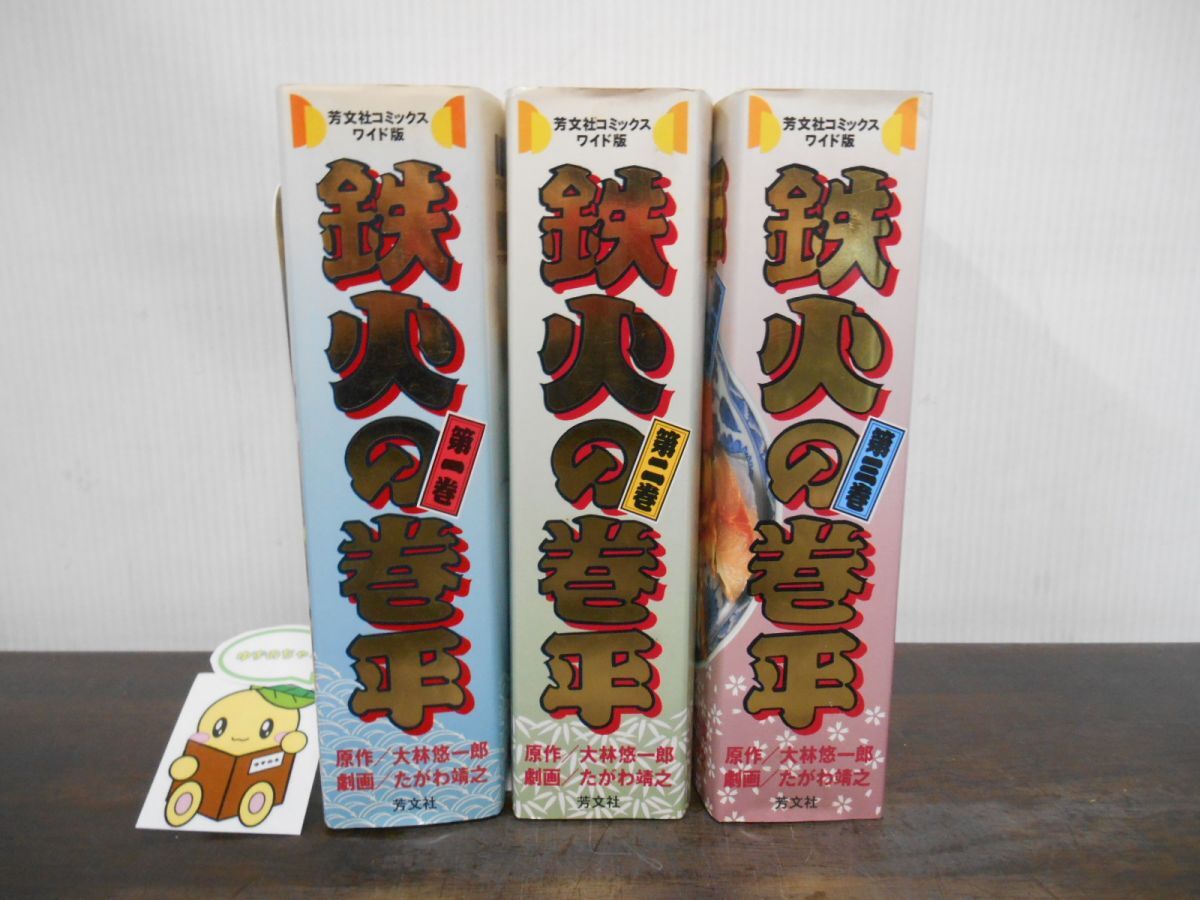 芳文社コミックス
ワイド版
鉄火の巻平
第一巻
原作/大林悠一郎
劇画/たがわ靖之
芳文社
芳文社コミックス
ワイド版
鉄火の巻平
第二巻
原作/大林悠一郎
劇画/たがわ靖之
芳文社
芳文社コミックス
ワイド版
鉄火の巻平
第三巻
原作/大林悠一郎
劇画/たがわ靖之
芳文社